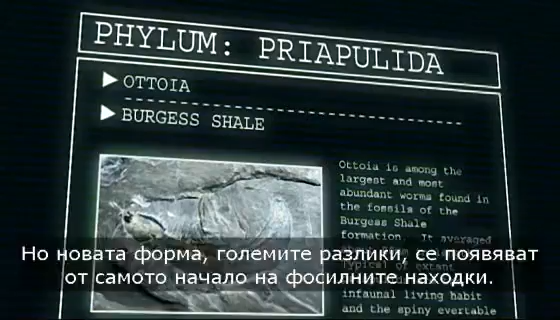 PHYLUM: PRIAPULIDA
▶ OTTOIA
▶ BURGESS SHALE
Ottoia is among the
largest and most
abundant worms found in
the fossils of the
Burgess Shale
formation. It averaged
Но новата форма, големите разлики, се появяват
от самото начало на фосилните находки.
typical of extant
infaunal living habit
and the spiny evertable